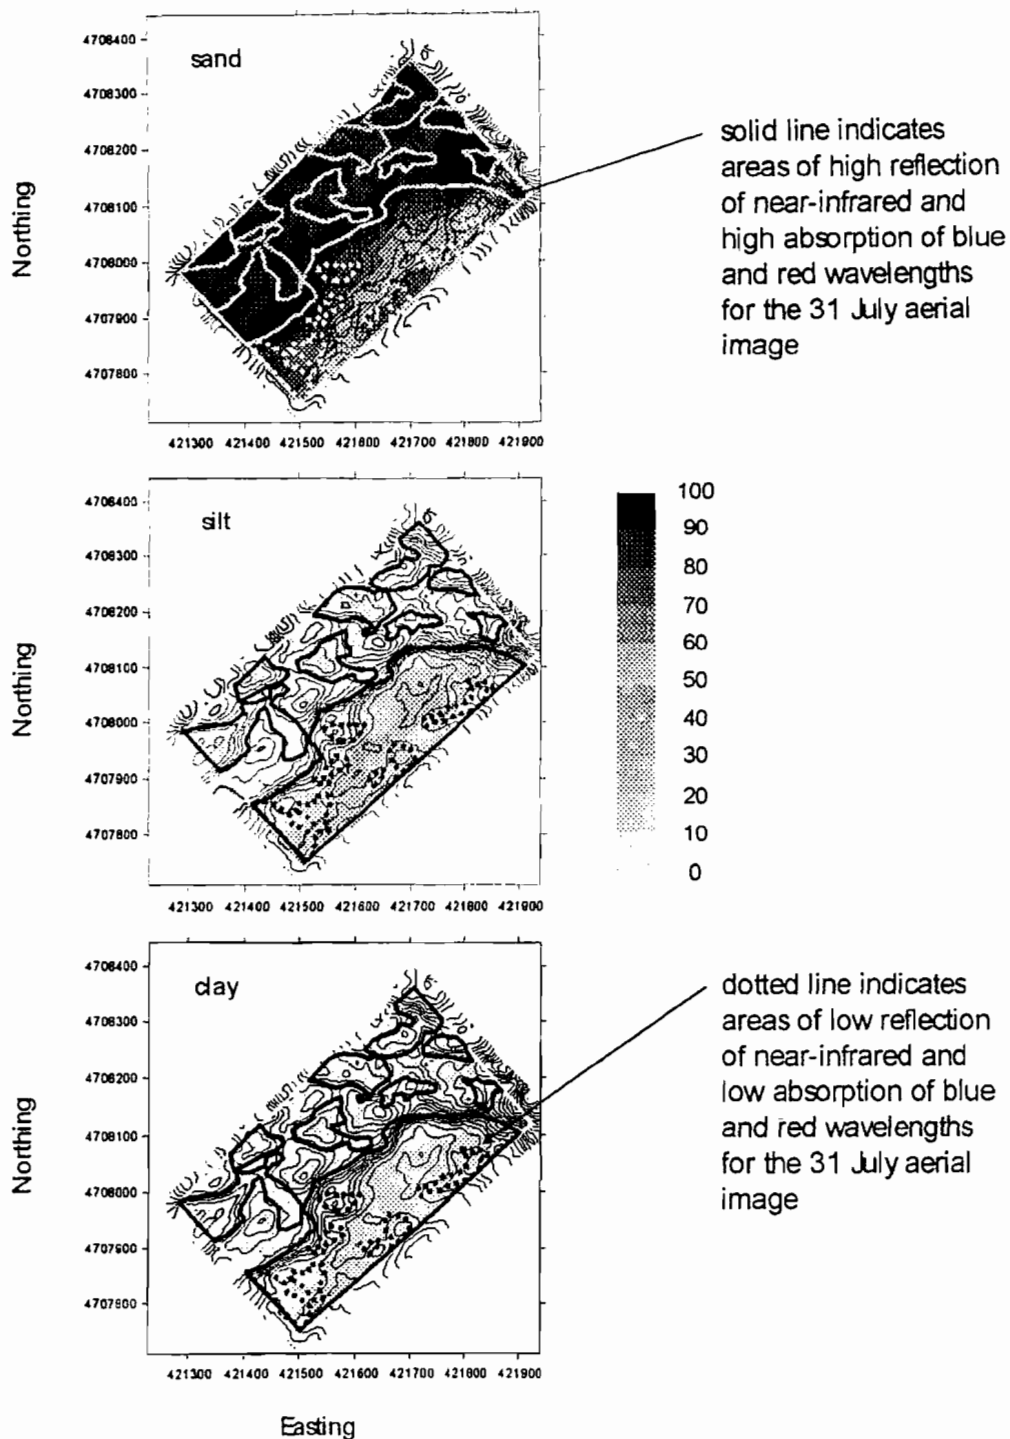 sand
4708400
4708300
4708200
4708100
4708000
4707900
4707800
Northing
421300 421400 421500 421600 421700 421800 421900
solid line indicates
areas of high reflection
of near-infrared and
high absorption of blue
and red wavelengths
for the 31 July aerial
image
silt
4708400
4708300
4708200
4708100
4708000
4707900
4707800
Northing
421300 421400 421500 421600 421700 421800 421900
100
90
80
70
60
50
40
30
20
10
0
clay
4708400
4708300
4708200
4708100
4708000
4707900
4707800
Northing
421300 421400 421500 421600 421700 421800 421900
Easting
dotted line indicates
areas of low reflection
of near-infrared and
low absorption of blue
and red wavelengths
for the 31 July aerial
image